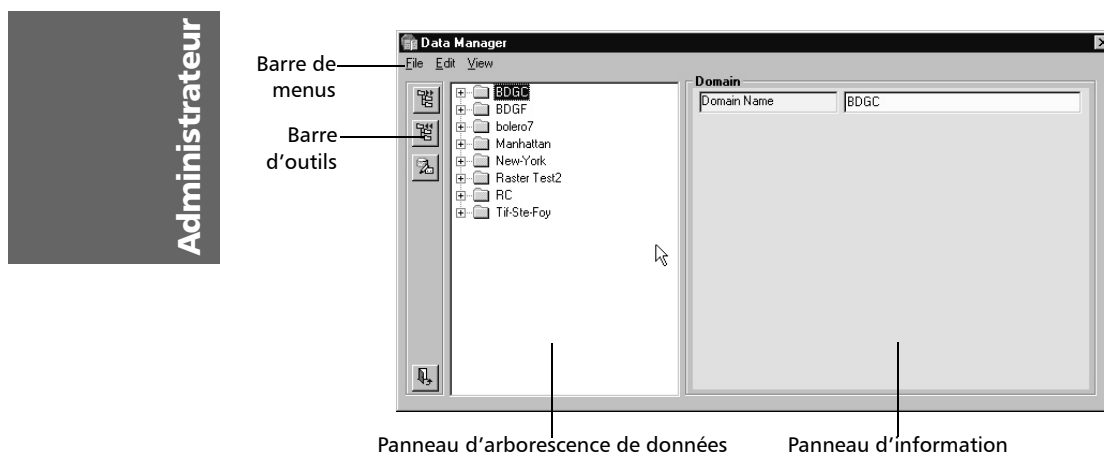 Administrateur
Barre de
menus
Barre
d'outils
Data Manager
File Edit View
BDGC
BDGF
bolero7
Manhattan
New-York
Raster Test2
RC
Tif-Ste-Foy
Domain
Domain Name BDGC
Panneau d'arborescence de données
Panneau d'information